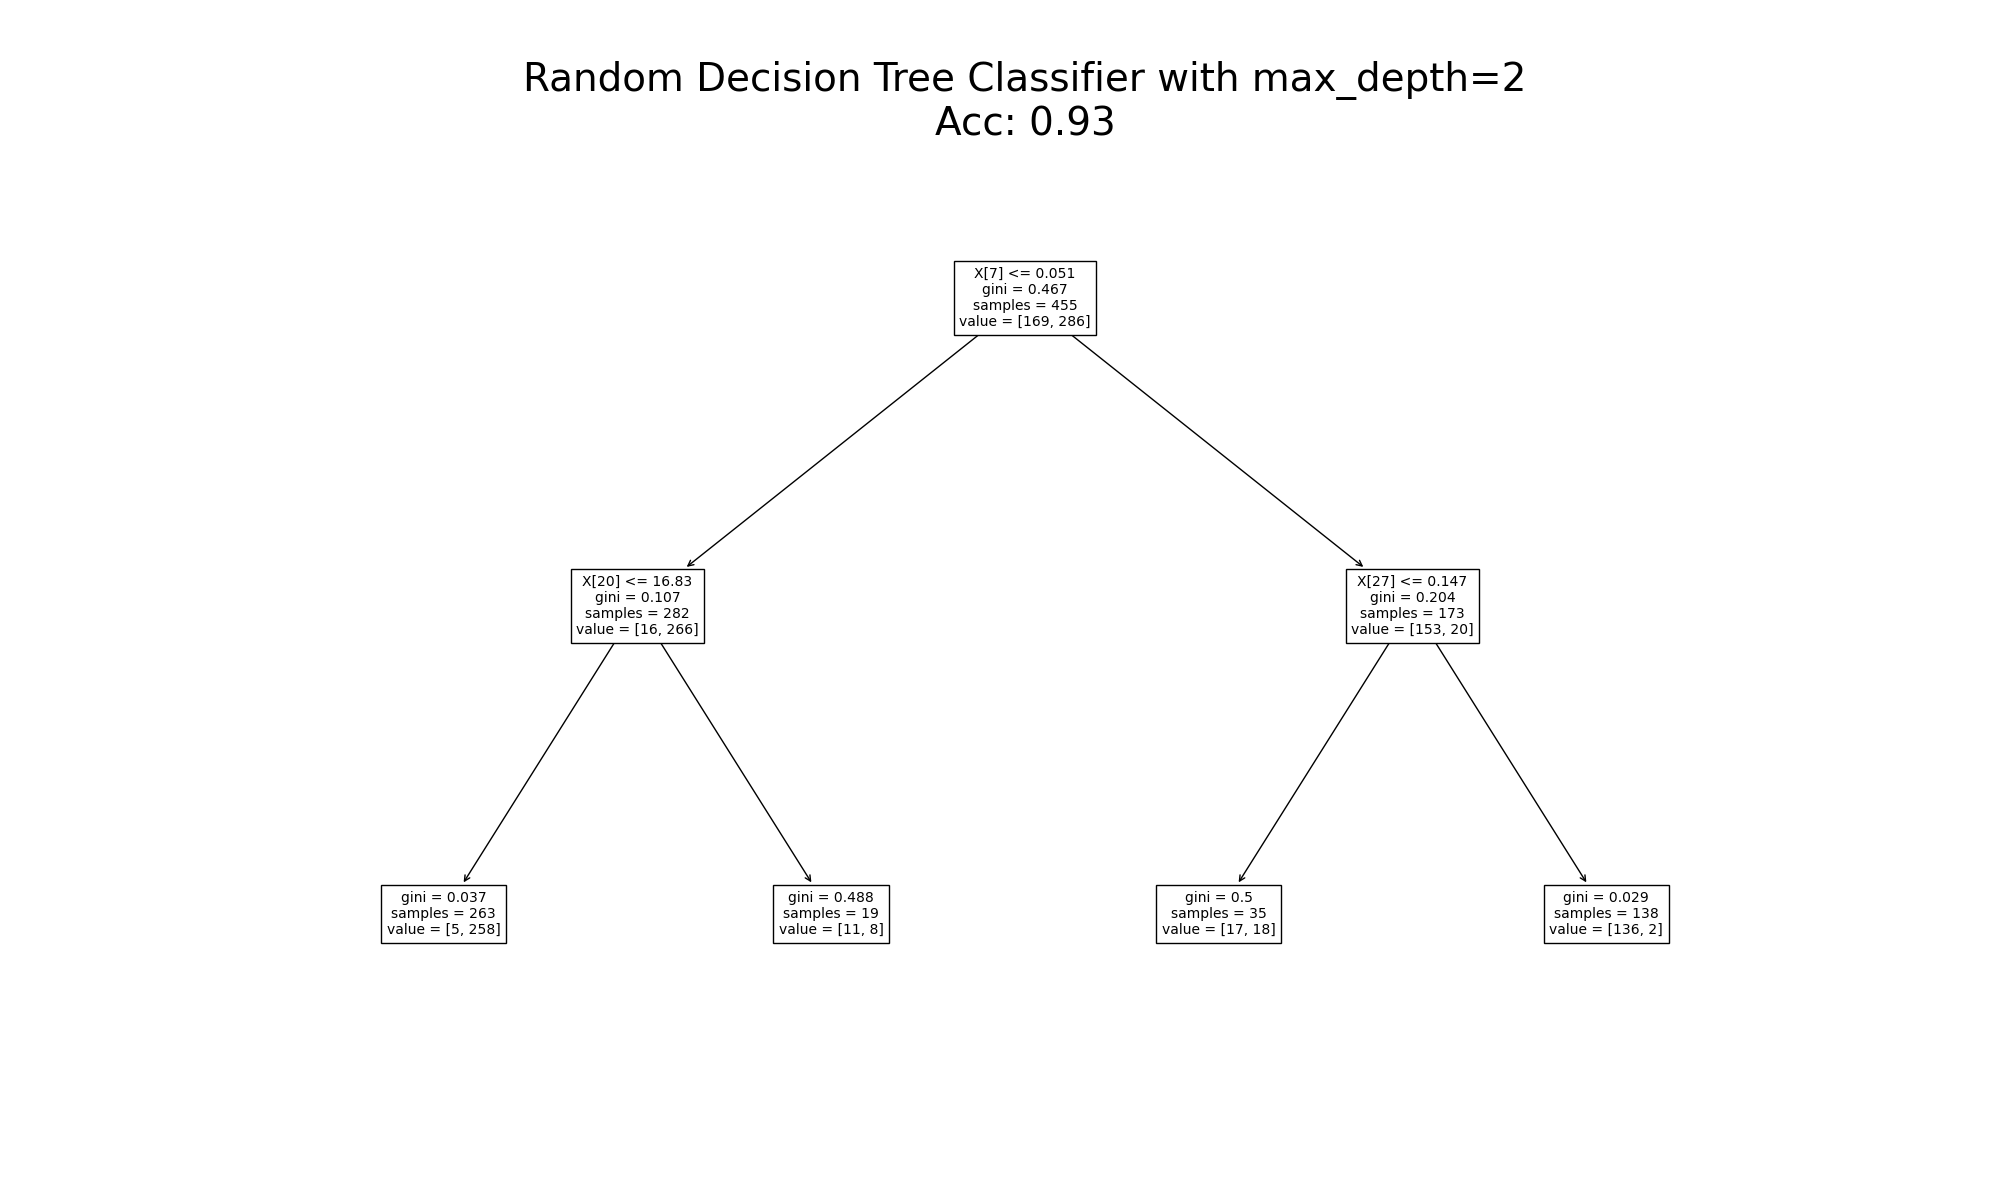 Random Decision Tree Classifier with max_depth=2
Acc: 0.93
X[7] <= 0.051
gini = 0.467
samples = 455
value = [169, 286]
X[20] <= 16.83
gini = 0.107
samples = 282
value = [16, 266]
X[27] <= 0.147
gini = 0.204
samples = 173
value = [153, 20]
gini = 0.037
samples = 263
value = [5, 258]
gini = 0.488
samples = 19
value = [11, 8]
gini = 0.5
samples = 35
value = [17, 18]
gini = 0.029
samples = 138
value = [136, 2]